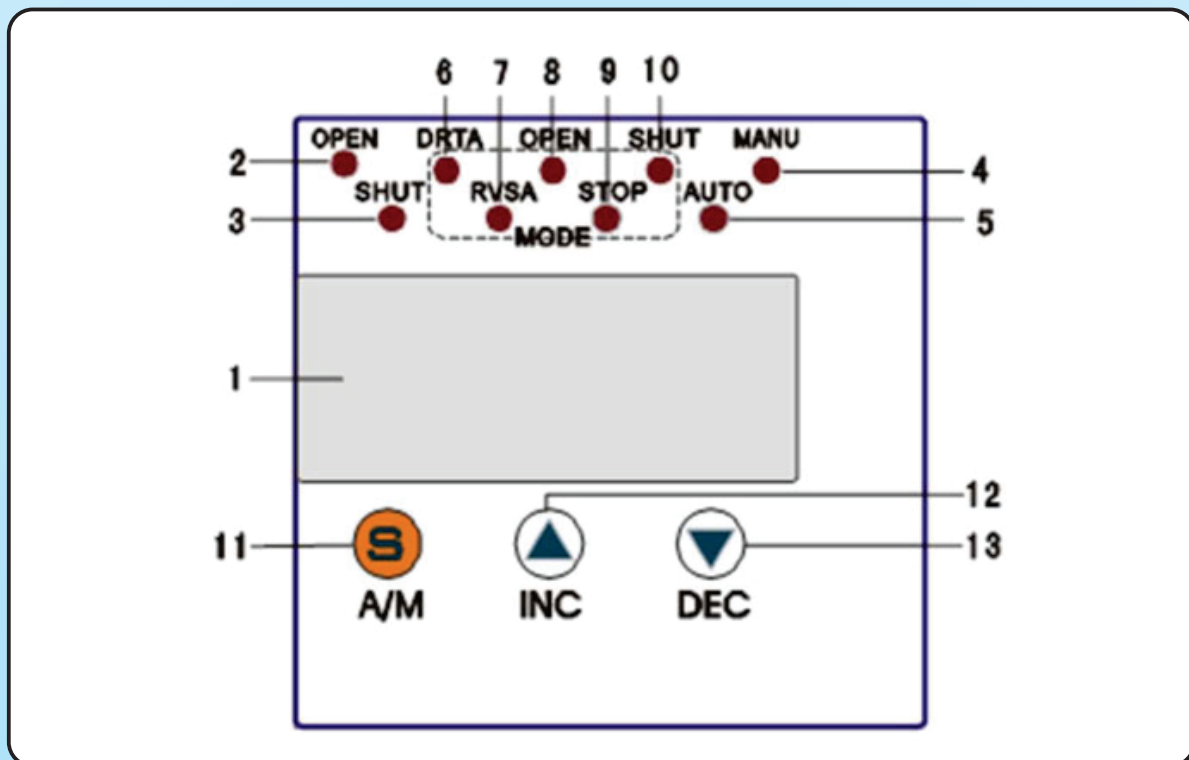 6 7 8 9 10
OPEN DRTA OPEN SHUT MANU
2 4
SHUT RVSA STOP AUTO
3 5
MODE
1
12
11 S 13
A/M INC DEC